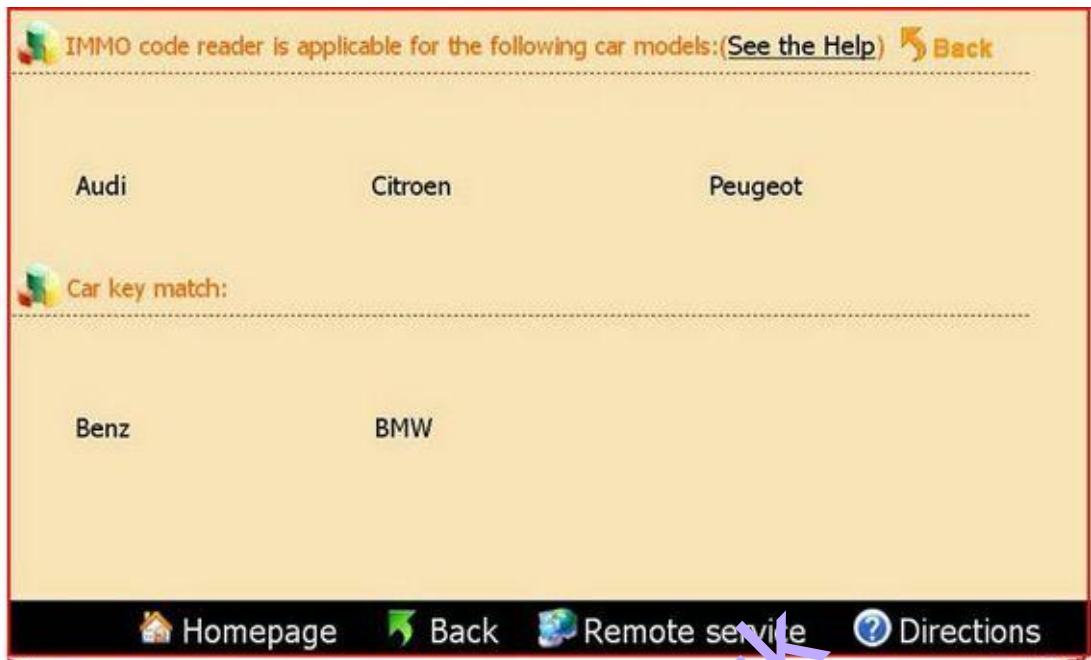 IMMO code reader is applicable for the following car models:(See the Help) Back
Audi Citroen Peugeot
Car key match:
Benz BMW
Homepage Back Remote service Directions